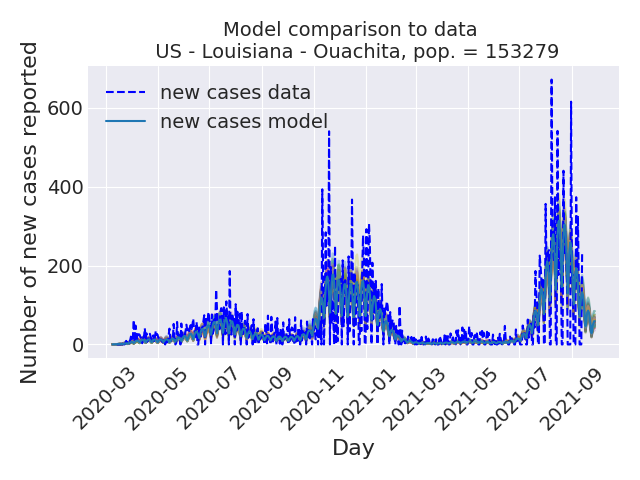 Model comparison to data
US - Louisiana - Ouachita, pop. = 153279
Number of new cases reported
600
400
200
0
new cases data
new cases model
2020-03
2020-05
2020-07
2020-09
2020-11
2021-01
2021-03
2021-05
2021-07
2021-09
Day